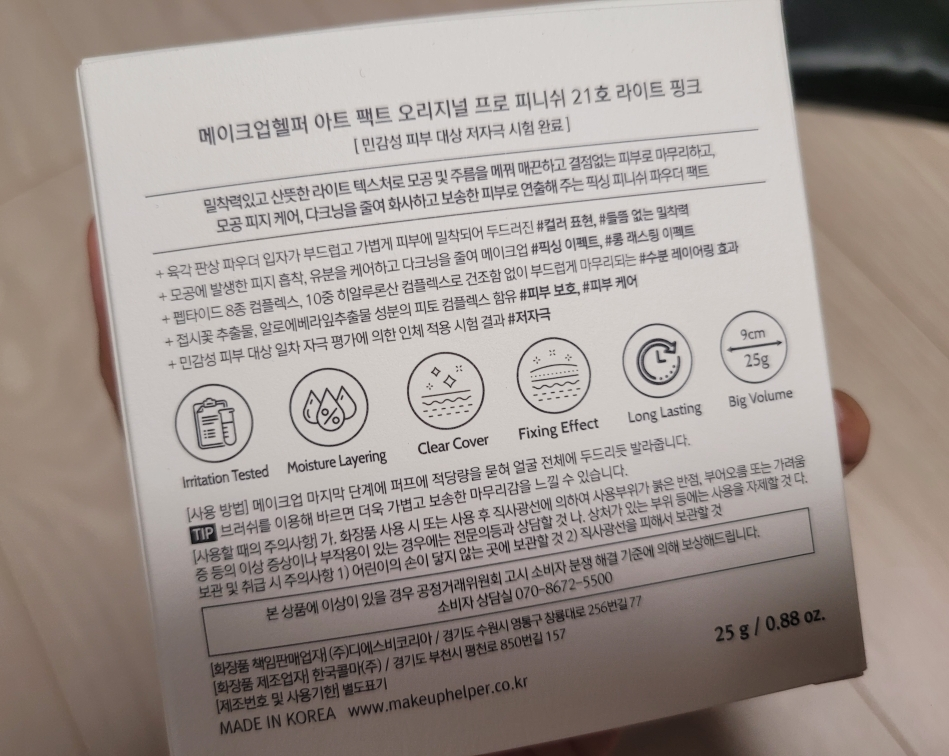 메이크업헬퍼 아트 팩트 오리지널 프로 피니쉬 21호 라이트 핑크
[ 민감성 피부 대상 저자극 시험 완료 ]
밀착력있고 산뜻한 라이트 텍스처로 모공 및 주름을 메꿔 매끈하고 결점없는 피부로 마무리하고,
모공 피지 케어, 다크닝을 줄여 화사하고 보송한 피부로 연출해 주는 픽싱 피니쉬 파우더 팩트
+ 육각 판상 파우더 입자가 부드럽고 가볍게 피부에 밀착되어 두드러진 #컬러 표현, #들뜸 없는 밀착력
+ 모공에 발생한 피지 흡착, 유분을 케어하고 다크닝을 줄여 메이크업 #픽싱 이펙트, #롱 래스팅 이펙트
+ 펩타이드 8종 컴플렉스, 10중 히알루론산 컴플렉스로 건조함 없이 부드럽게 마무리되는 #수분 레이어링 효과
+ 접시꽃 추출물, 알로에베라잎추출물 성분의 피토 컴플렉스 함유 #피부 보호, #피부 케어
+ 민감성 피부 대상 일차 자극 평가에 의한 인체 적용 시험 결과 #저자극
9cm
25g
Irritation Tested
Moisture Layering
Clear Cover
Fixing Effect
Long Lasting
Big Volume
[사용 방법] 메이크업 마지막 단계에 퍼프에 적당량을 묻혀 얼굴 전체에 두드리듯 발라줍니다.
TIP 브러쉬를 이용해 바르면 더욱 가볍고 보송한 마무리감을 느낄 수 있습니다.
[사용할 때의 주의사항] 가. 화장품 사용 시 또는 사용 후 직사광선에 의하여 사용부위가 붉은 반점, 부어오름 또는 가려움
증 등의 이상 증상이나 부작용이 있는 경우에는 전문의등과 상담할 것 나. 상처가 있는 부위 등에는 사용을 자제할 것 다.
보관 및 취급 시 주의사항 1) 어린이의 손이 닿지 않는 곳에 보관할 것 2) 직사광선을 피해서 보관할 것
본 상품에 이상이 있을 경우 공정거래위원회 고시 소비자 분쟁 해결 기준에 의해 보상해드립니다.
소비자 상담실 070-8672-5500
[화장품 책임판매업자] (주)디에스비코리아 / 경기도 수원시 영통구 창룡대로 256번길 77
[화장품 제조업자] 한국콜마(주) / 경기도 부천시 평천로 850번길 157
[제조번호 및 사용기한] 별도표기
MADE IN KOREA www.makeuphelper.co.kr
25 g / 0.88 oz.